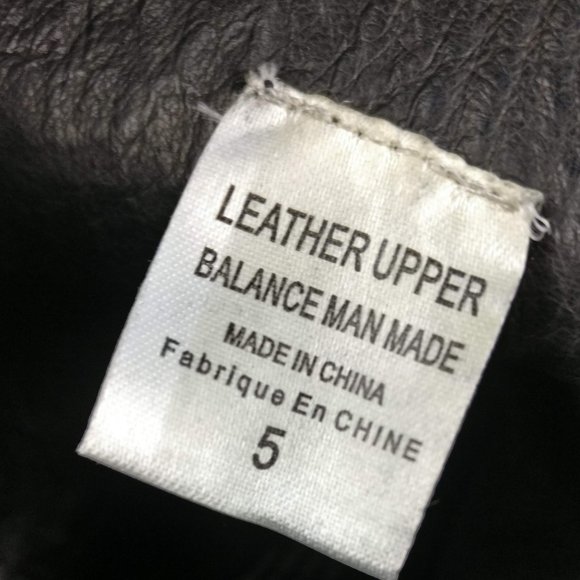 LEATHER UPPER
BALANCE MAN MADE
MADE IN CHINA
Fabrique En CHINE
5